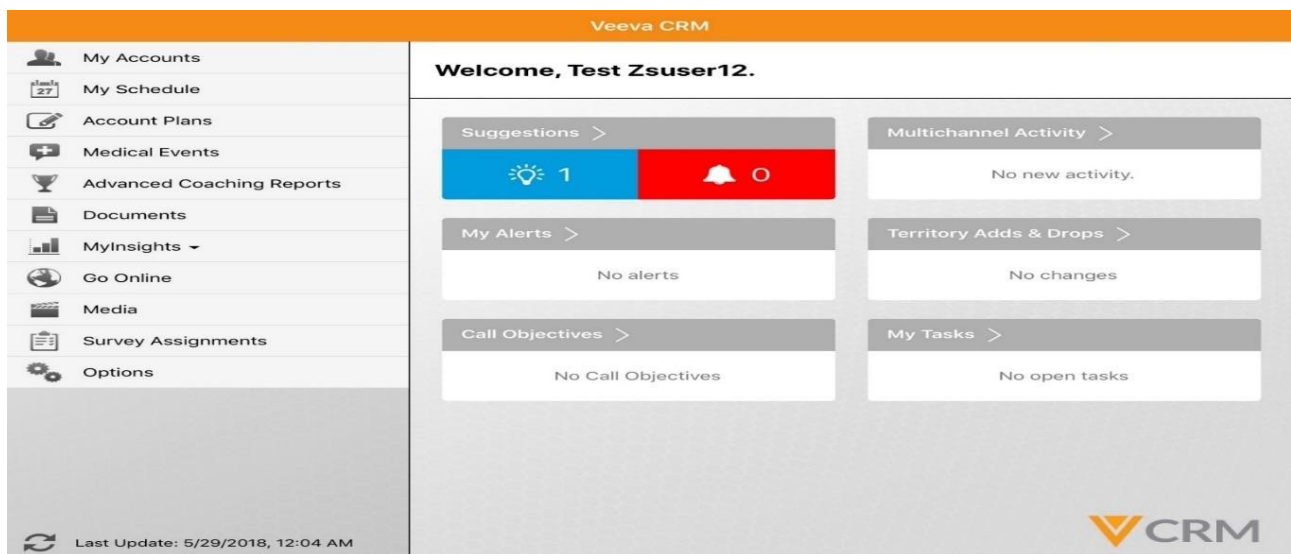 Veeva CRM
My Accounts
27
My Schedule
Account Plans
Medical Events
Advanced Coaching Reports
Documents
MyInsights
Go Online
Media
Survey Assignments
Options
Last Update: 5/29/2018, 12:04 AM
Welcome, Test Zsuser12.
Suggestions >
1
0
Multichannel Activity >
No new activity.
My Alerts >
No alerts
Territory Adds & Drops >
No changes
Call Objectives >
No Call Objectives
My Tasks >
No open tasks
CRM